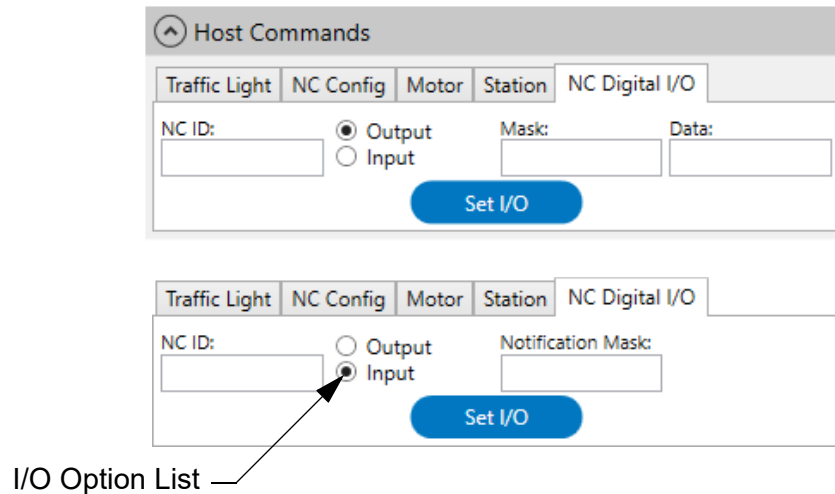 Host Commands
Traffic Light NC Config Motor Station NC Digital I/O
NC ID: Output Mask: Data:
Input
Set I/O
Traffic Light NC Config Motor Station NC Digital I/O
NC ID: Output Notification Mask:
Input
Set I/O
I/O Option List